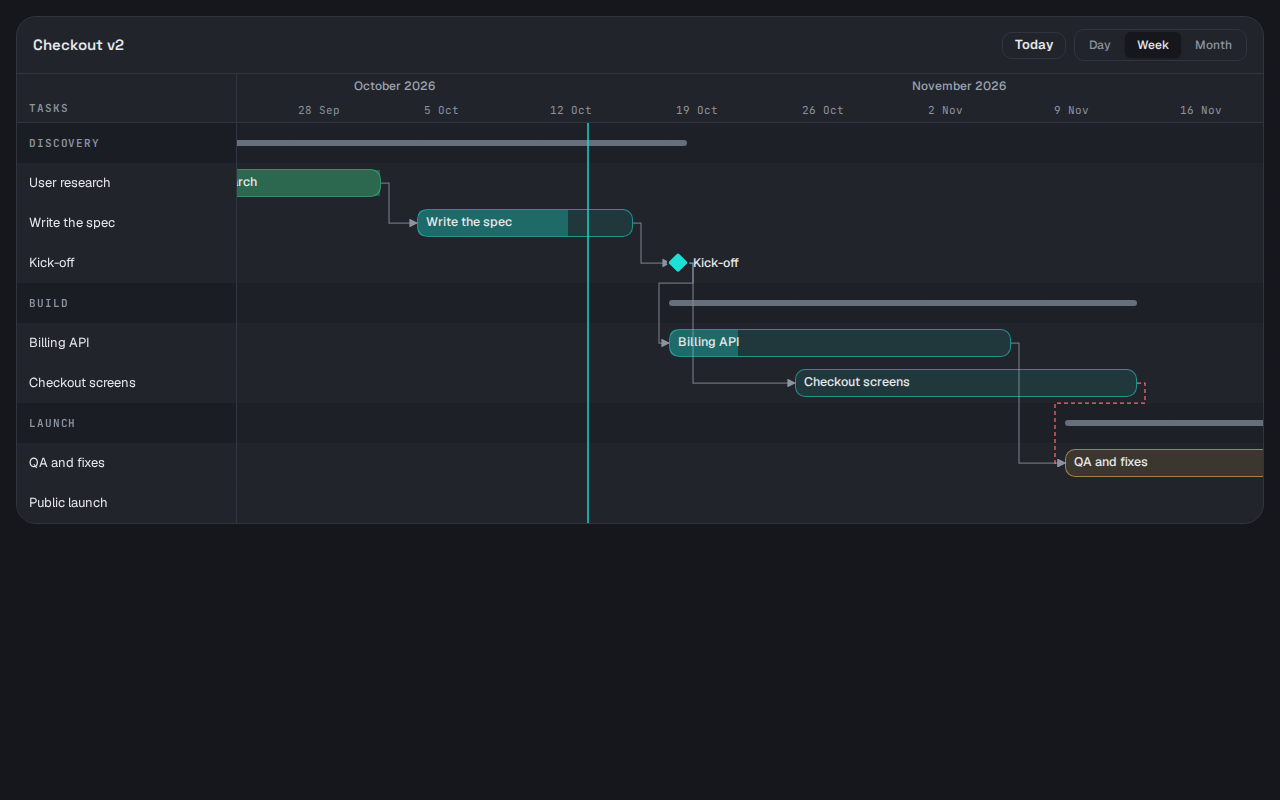 Checkout v2
Today
Day
Week
Month
October 2026
November 2026
TASKS
28 Sep
5 Oct
12 Oct
19 Oct
26 Oct
2 Nov
9 Nov
16 Nov
DISCOVERY
User research
rch
Write the spec
Write the spec
Kick-off
Kick-off
BUILD
Billing API
Billing API
Checkout screens
Checkout screens
LAUNCH
QA and fixes
QA and fixes
Public launch